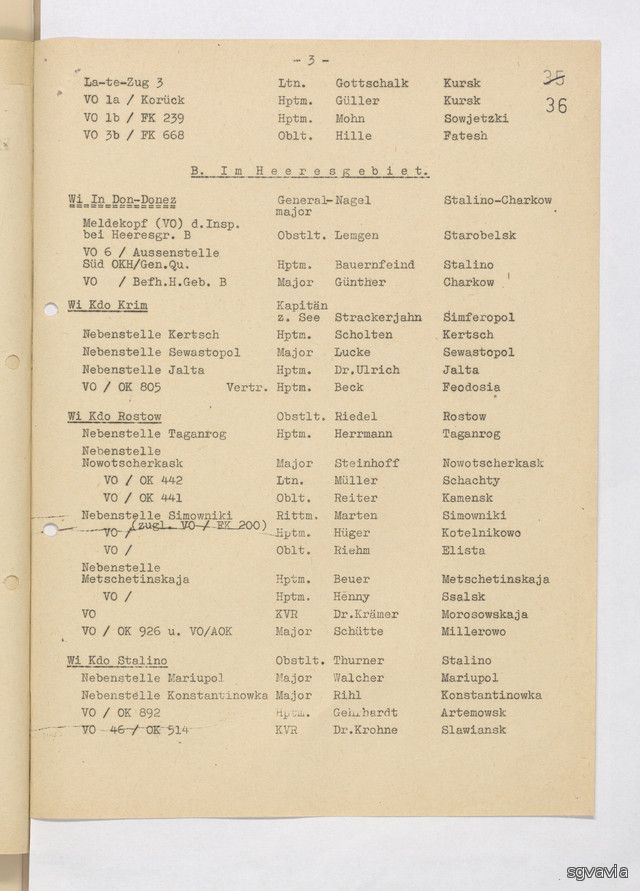 - 3 -
35
36
La-te-Zug 3 Ltn. Gottschalk Kursk
VO 1a / Korück Hptm. Güller Kursk
VO 1b / FK 239 Hptm. Mohn Sowjetzki
VO 3b / FK 668 Oblt. Hille Fatesh
B. Im Heeresgebiet.
Wi In Don-Donez General- Nagel Stalino-Charkow
major
Meldekopf (VO) d.Insp.
bei Heeresgr. B Obstlt. Lemgen Starobelsk
VO 6 / Aussenstelle
Süd OKH/Gen.Qu. Hptm. Bauernfeind Stalino
VO / Befh.H.Geb. B Major Günther Charkow
Wi Kdo Krim Kapitän
z. See Strackerjahn Simferopol
Nebenstelle Kertsch Hptm. Scholten Kertsch
Nebenstelle Sewastopol Major Lucke Sewastopol
Nebenstelle Jalta Hptm. Dr.Ulrich Jalta
VO / OK 805 Vertr. Hptm. Beck Feodosia
Wi Kdo Rostow Obstlt. Riedel Rostow
Nebenstelle Taganrog Hptm. Herrmann Taganrog
Nebenstelle
Nowotscherkask Major Steinhoff Nowotscherkask
VO / OK 442 Ltn. Müller Schachty
VO / OK 441 Oblt. Reiter Kamensk
Nebenstelle Simowniki Rittm. Marten Simowniki
(zugl. VO / FK 200)
VO / Hptm. Hüger Kotelnikowo
VO / Oblt. Riehm Elista
Nebenstelle
Metschetinskaja Hptm. Beuer Metschetinskaja
VO / Hptm. Henny Ssalsk
VO KVR Dr.Krämer Morosowskaja
VO / OK 926 u. VO/AOK Major Schütte Millerowo
Wi Kdo Stalino Obstlt. Thurner Stalino
Nebenstelle Mariupol Major Walcher Mariupol
Nebenstelle Konstantinowka Major Rihl Konstantinowka
VO / OK 892 Hptm. Gehrhardt Artemowsk
VO 46 / OK 514 KVR Dr.Krohne Slawiansk
sgvavia